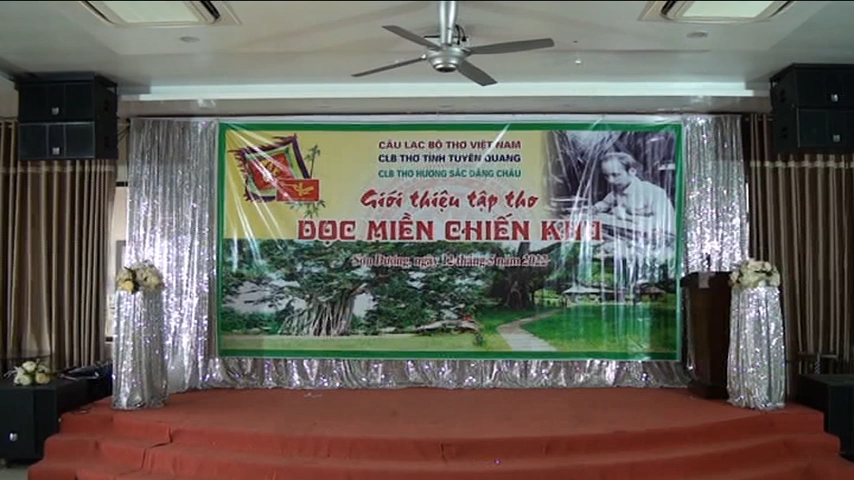 CÂU LẠC BỘ THƠ VIỆT NAM
CLB THƠ TỈNH TUYÊN QUANG
CLB THƠ HƯƠNG SẮC ĐĂNG CHÂU
Giới thiệu tập thơ
DỌC MIỀN CHIẾN KHU
Sơn Dương, ngày 12 tháng 8 năm 2022